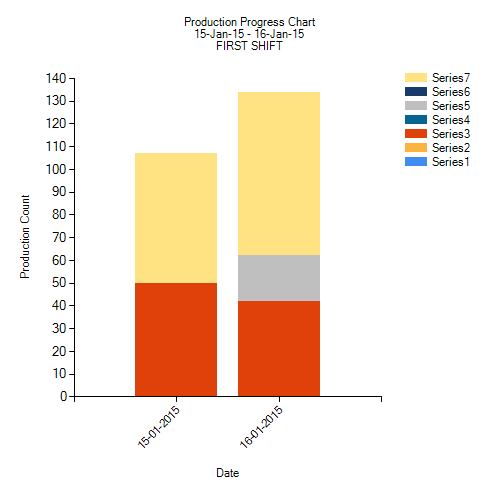 Production Progress Chart
15-Jan-15 - 16-Jan-15
FIRST SHIFT
140
130
120
110
100
90
80
70
60
50
40
30
20
10
0
Production Count
15-01-2015
16-01-2015
Date
Series7
Series6
Series5
Series4
Series3
Series2
Series1